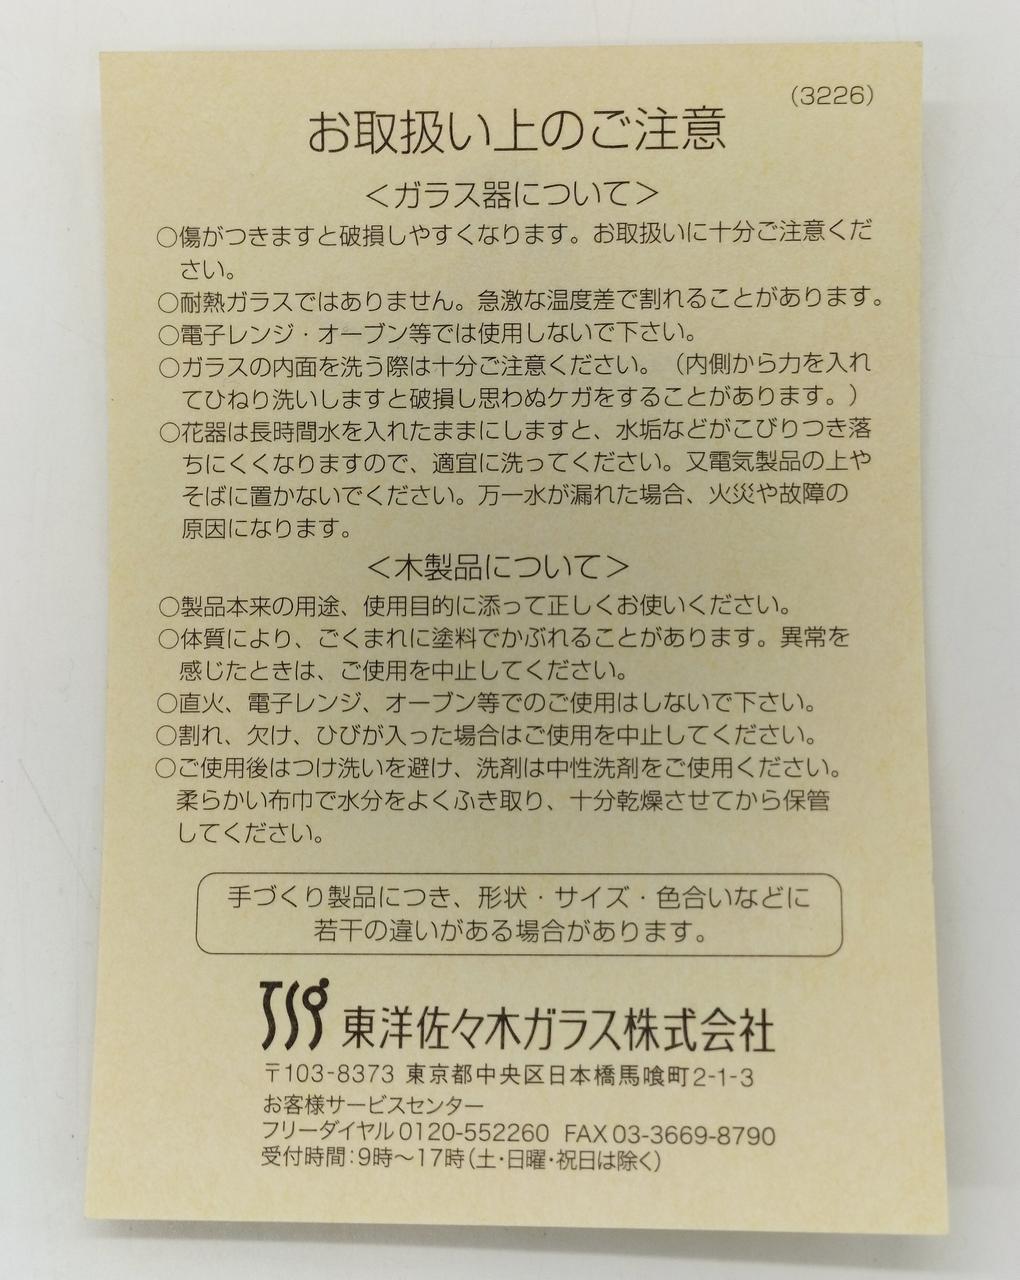 (3226)
お取扱い上のご注意
＜ガラス器について＞
○傷がつきますと破損しやすくなります。お取扱いに十分ご注意くだ
さい。
○耐熱ガラスではありません。急激な温度差で割れることがあります。
○電子レンジ・オーブン等では使用しないで下さい。
○ガラスの内面を洗う際は十分ご注意ください。（内側から力を入れ
てひねり洗いしますと破損し思わぬケガをすることがあります。）
○花器は長時間水を入れたままにしますと、水垢などがこびりつき落
ちにくくなりますので、適宜に洗ってください。又電気製品の上や
そばに置かないでください。万一水が漏れた場合、火災や故障の
原因になります。
＜木製品について＞
○製品本来の用途、使用目的に添って正しくお使いください。
○体質により、ごくまれに塗料でかぶれることがあります。異常を
感じたときは、ご使用を中止してください。
○直火、電子レンジ、オーブン等でのご使用はしないで下さい。
○割れ、欠け、ひびが入った場合はご使用を中止してください。
○ご使用後はつけ洗いを避け、洗剤は中性洗剤をご使用ください。
柔らかい布巾で水分をよくふき取り、十分乾燥させてから保管
してください。
手づくり製品につき、形状・サイズ・色合いなどに
若干の違いがある場合があります。
TSg 東洋佐々木ガラス株式会社
〒103-8373 東京都中央区日本橋馬喰町2-1-3
お客様サービスセンター
フリーダイヤル0120-552260 FAX 03-3669-8790
受付時間：9時〜17時（土・日曜・祝日は除く）